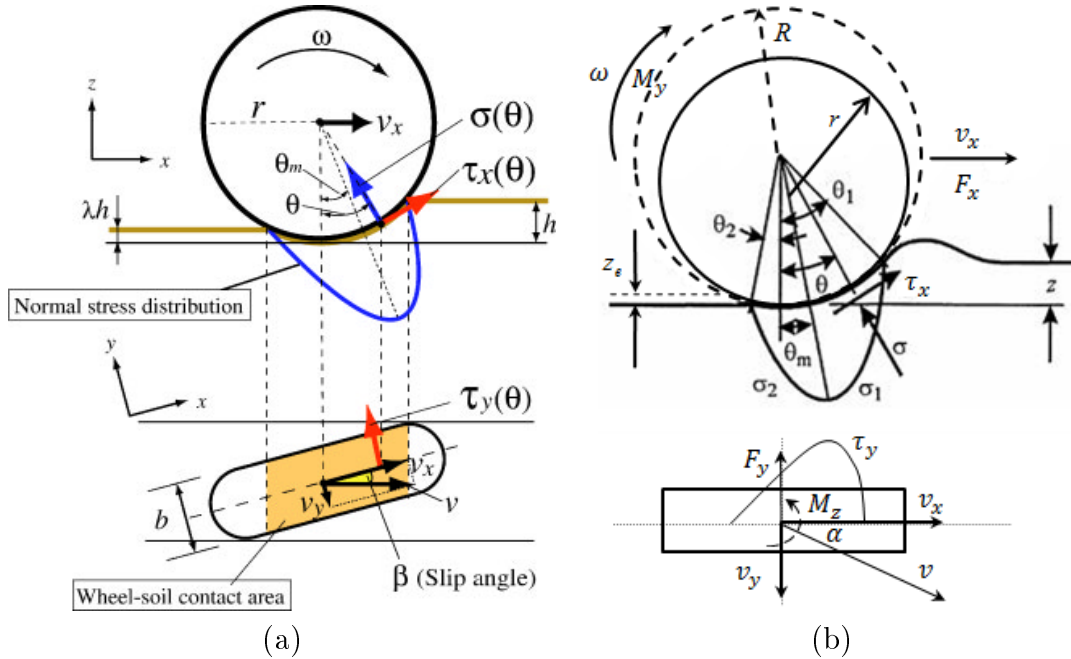 ω
z
x
r
v_x
σ(θ)
τ_x(θ)
θ_m
θ
λh
h
Normal stress distribution
y
x
τ_y(θ)
v_x
v_y
v
b
β (Slip angle)
Wheel-soil contact area
(a)
R
ω
M_y
r
v_x
F_x
θ_1
θ_2
z_e
θ
τ_x
z
θ_m
σ
σ_2
σ_1
F_y
τ_y
M_z
v_x
α
v_y
v
(b)